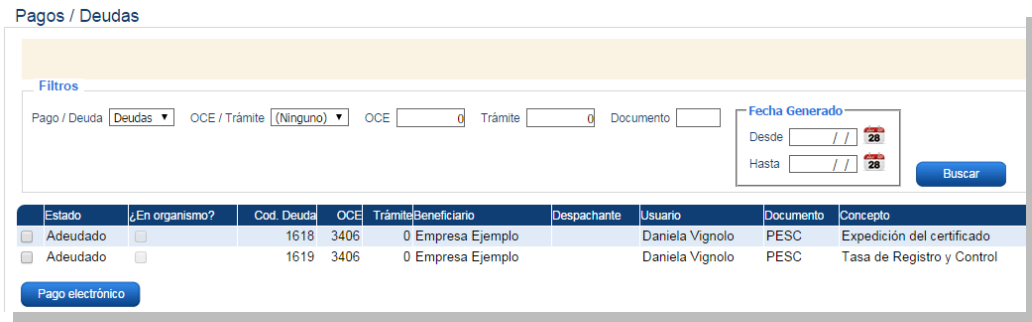 Pagos / Deudas
Filtros
Pago / Deuda Deudas OCE / Trámite (Ninguno) OCE 0 Trámite 0 Documento
Fecha Generado
Desde / / 28
Hasta / / 28
Buscar
Estado ¿En organismo? Cod. Deuda OCE Trámite Beneficiario Despachante Usuario Documento Concepto
Adeudado 1618 3406 0 Empresa Ejemplo Daniela Vignolo PESC Expedición del certificado
Adeudado 1619 3406 0 Empresa Ejemplo Daniela Vignolo PESC Tasa de Registro y Control
Pago electrónico